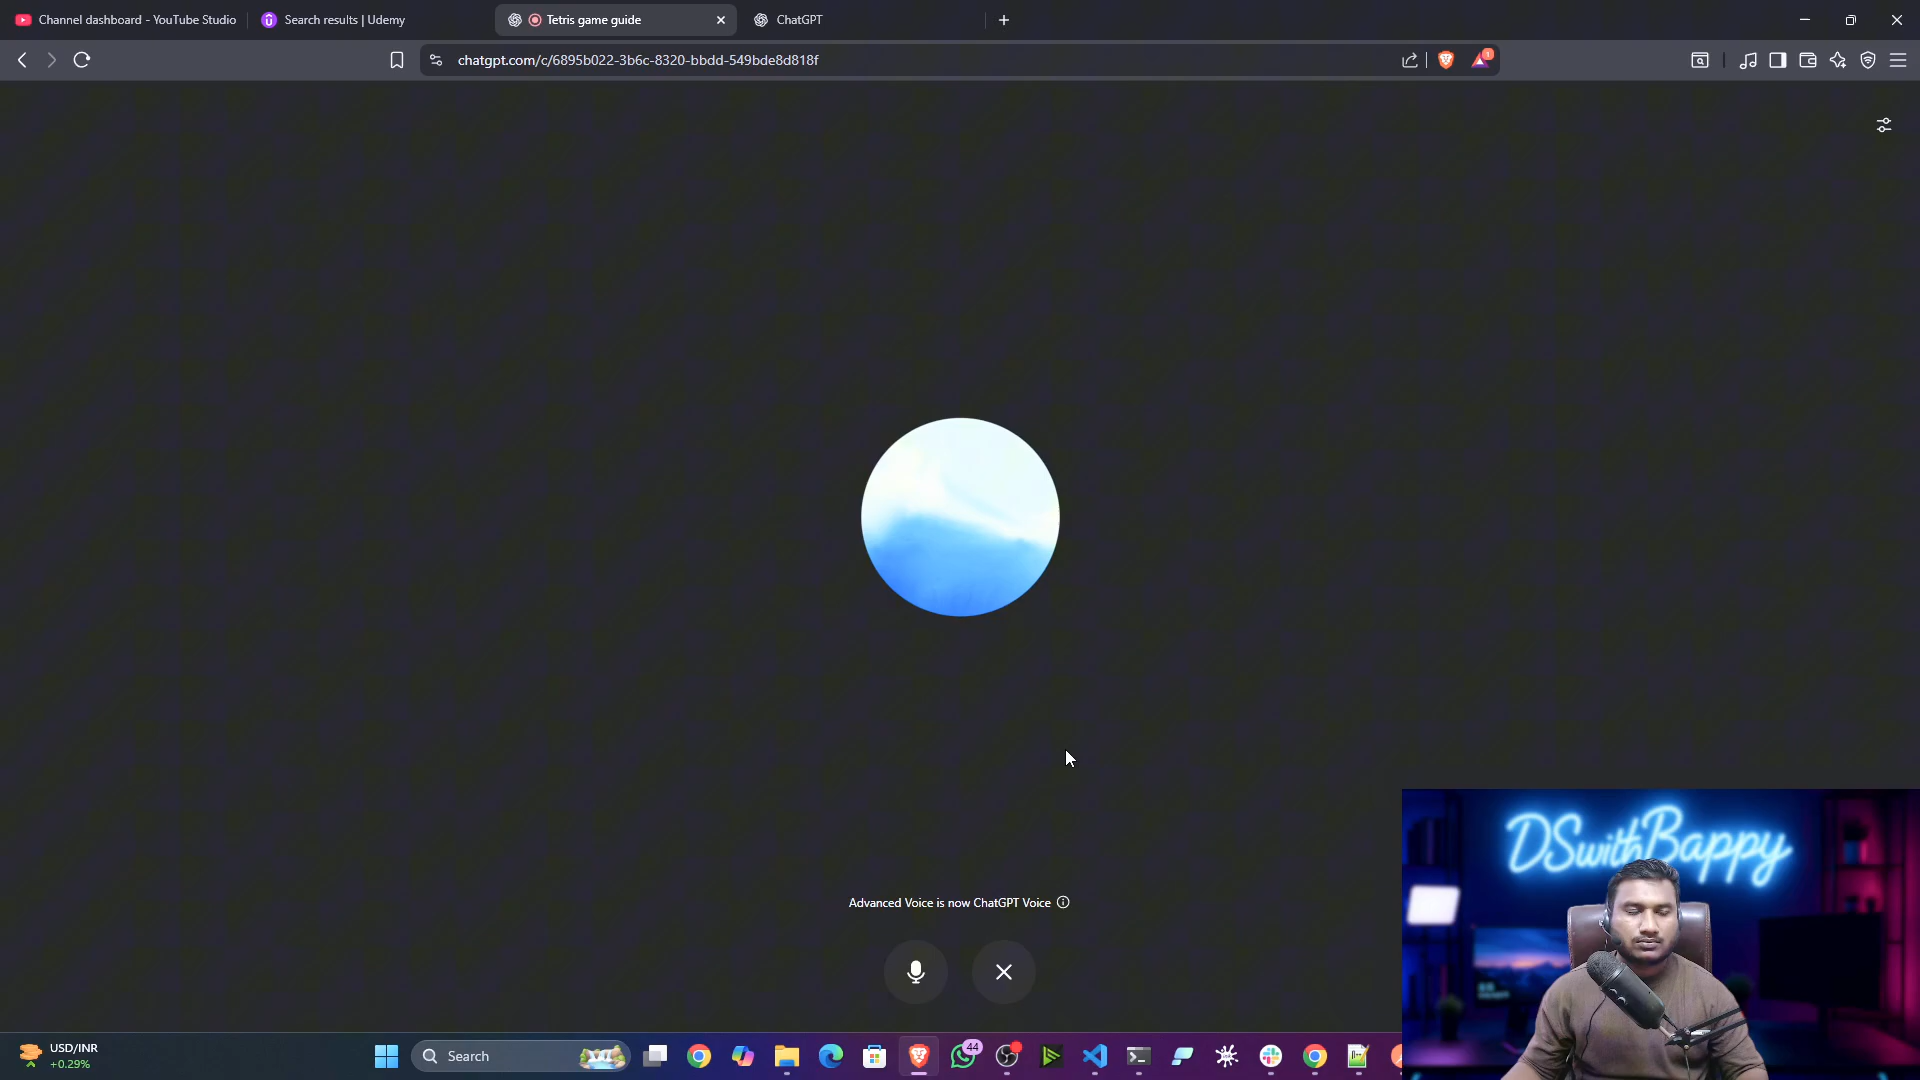 Channel dashboard - YouTube Studio
Search results | Udemy
Tetris game guide
ChatGPT
chatgpt.com/c/6895b022-3b6c-8320-bbdd-549bde8d818f
1
Advanced Voice is now ChatGPT Voice
DSwithBappy
USD/INR
+0.29%
Search
44